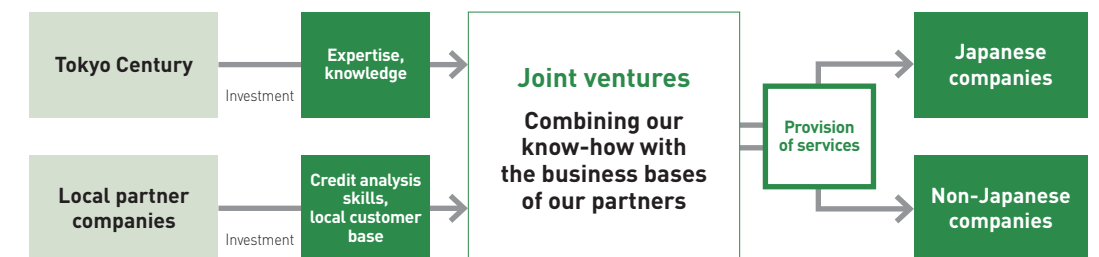 Tokyo Century
Investment
Expertise,
knowledge
Joint ventures
Combining our
know-how with
the business bases
of our partners
Provision
of services
Japanese
companies
Local partner
companies
Investment
Credit analysis
skills,
local customer
base
Non-Japanese
companies